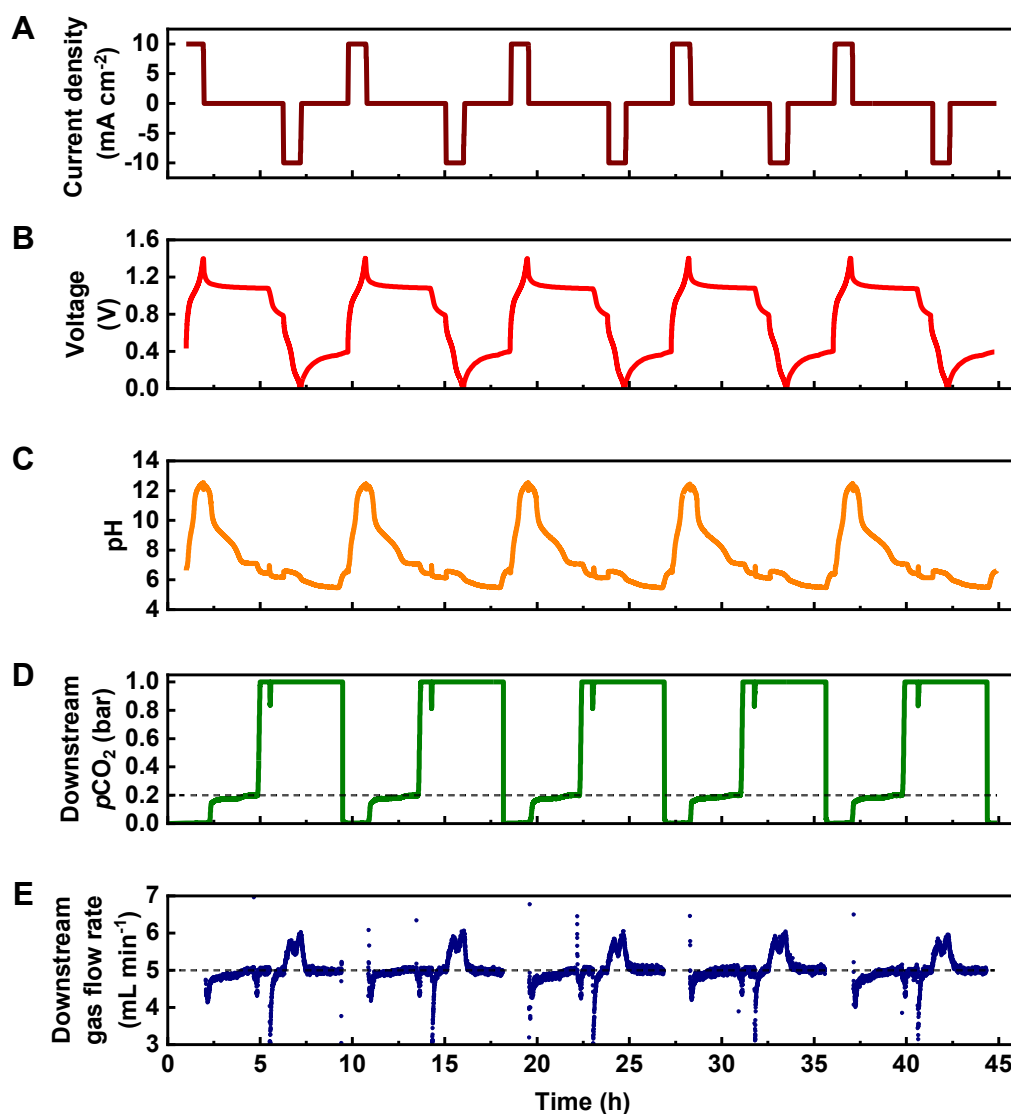 A
Current density
(mA cm-2)
10
5
0
-5
-10
B
Voltage
(V)
1.6
1.2
0.8
0.4
0.0
C
pH
14
12
10
8
6
4
D
Downstream
pCO2 (bar)
1.0
0.8
0.6
0.4
0.2
0.0
E
Downstream
gas flow rate
(mL min-1)
7
6
5
4
3
0 5 10 15 20 25 30 35 40 45
Time (h)